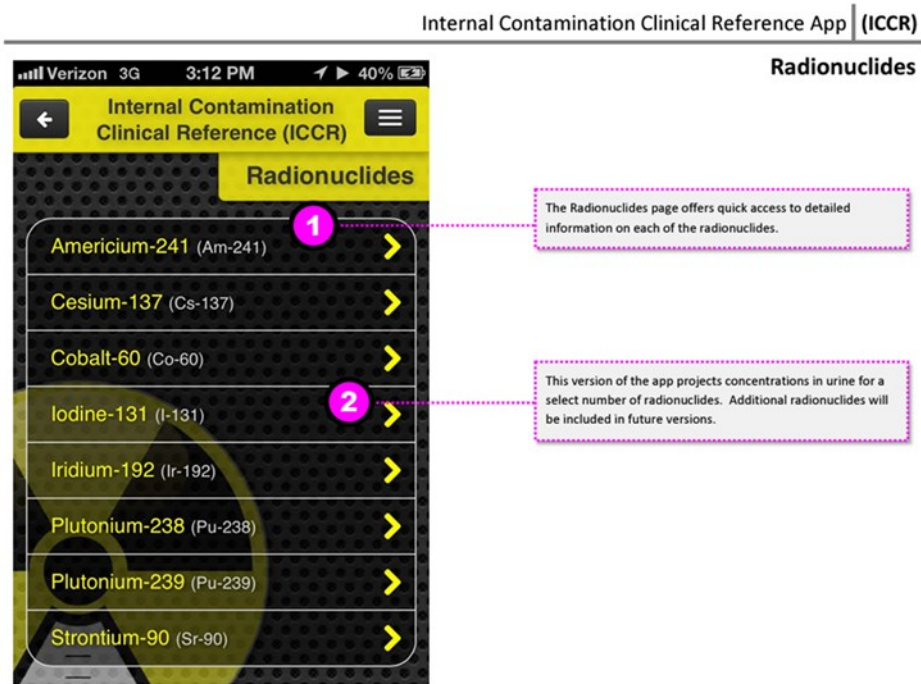 Internal Contamination Clinical Reference App (ICCR)
Radionuclides
Verizon 3G 3:12 PM 40%
Internal Contamination
Clinical Reference (ICCR)
Radionuclides
1
Americium-241 (Am-241)
Cesium-137 (Cs-137)
Cobalt-60 (Co-60)
2
Iodine-131 (I-131)
Iridium-192 (Ir-192)
Plutonium-238 (Pu-238)
Plutonium-239 (Pu-239)
Strontium-90 (Sr-90)
The Radionuclides page offers quick access to detailed
information on each of the radionuclides.
This version of the app projects concentrations in urine for a
select number of radionuclides. Additional radionuclides will
be included in future versions.